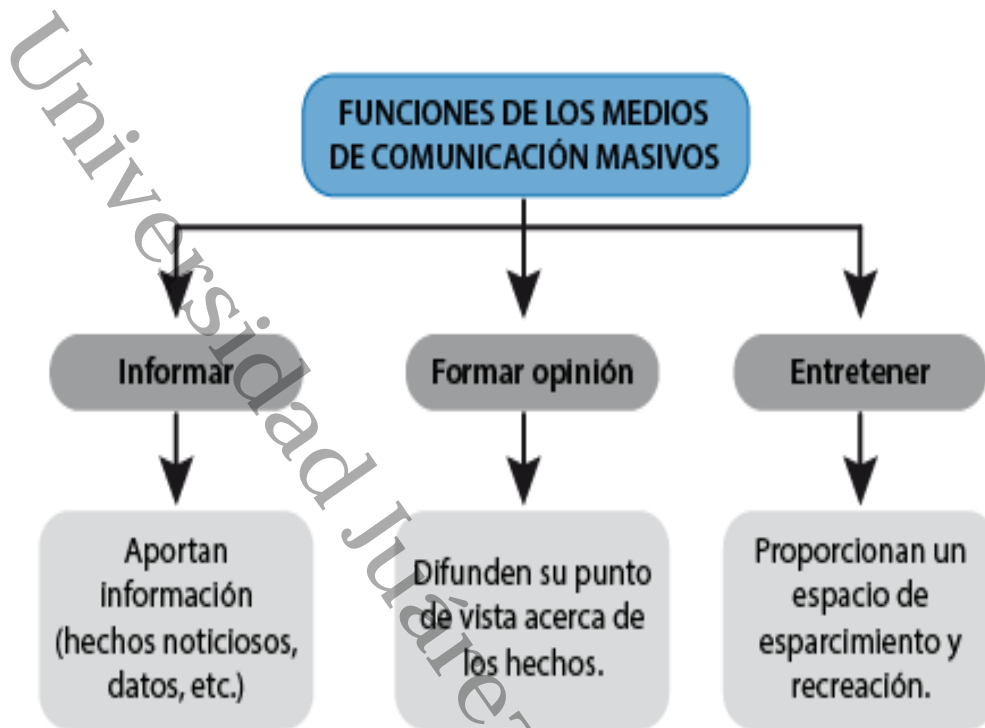 Universidad Juárez
FUNCIONES DE LOS MEDIOS
DE COMUNICACIÓN MASIVOS
Informar
Formar opinión
Entretener
Aportan
información
(hechos noticiosos,
datos, etc.)
Difunden su punto
de vista acerca de
los hechos.
Proporcionan un
espacio de
esparcimiento y
recreación.